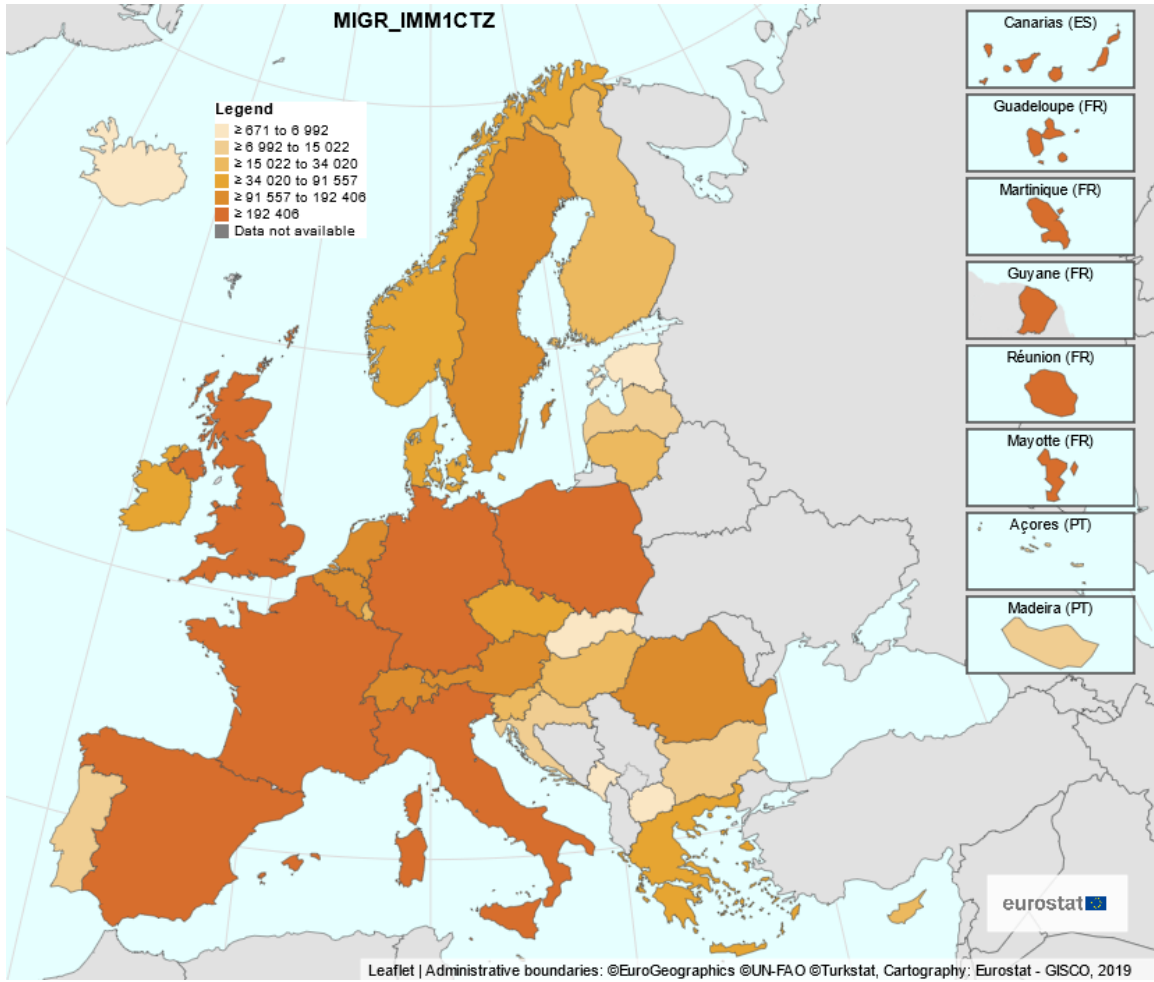 MIGR_IMM1CTZ
Legend
≥ 671 to 6 992
≥ 6 992 to 15 022
≥ 15 022 to 34 020
≥ 34 020 to 91 557
≥ 91 557 to 192 406
≥ 192 406
Data not available
Canarias (ES)
Guadeloupe (FR)
Martinique (FR)
Guyane (FR)
Réunion (FR)
Mayotte (FR)
Açores (PT)
Madeira (PT)
eurostat
Leaflet | Administrative boundaries: ©EuroGeographics ©UN-FAO ©Turkstat, Cartography: Eurostat - GISCO, 2019